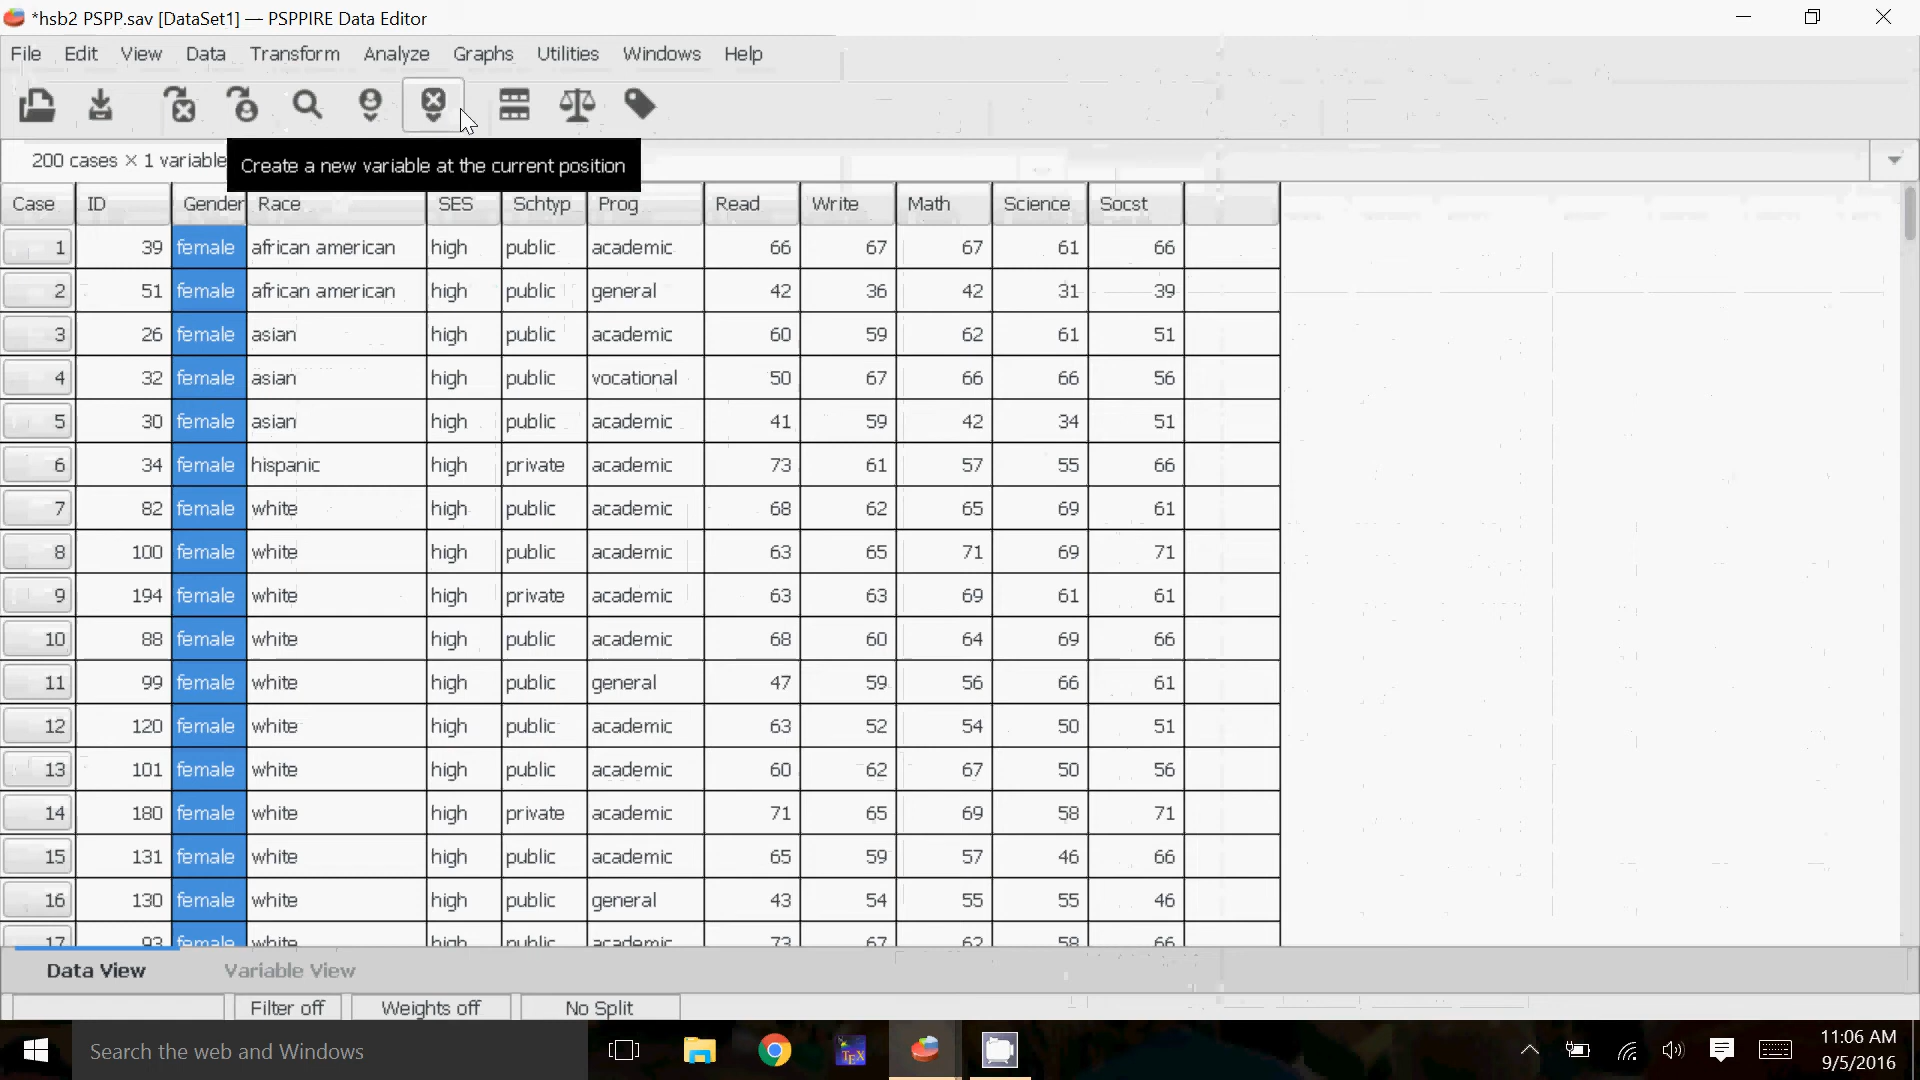 *hsb2 PSPP.sav [DataSet1] — PSPPIRE Data Editor
File Edit View Data Transform Analyze Graphs Utilities Windows Help
200 cases × 1 variable
Create a new variable at the current position
Case ID Gender Race SES Schtyp Prog Read Write Math Science Socst
1 39 female african american high public academic 66 67 67 61 66
2 51 female african american high public general 42 36 42 31 39
3 26 female asian high public academic 60 59 62 61 51
4 32 female asian high public vocational 50 67 66 66 56
5 30 female asian high public academic 41 59 42 34 51
6 34 female hispanic high private academic 73 61 57 55 66
7 82 female white high public academic 68 62 65 69 61
8 100 female white high public academic 63 65 71 69 71
9 194 female white high private academic 63 63 69 61 61
10 88 female white high public academic 68 60 64 69 66
11 99 female white high public general 47 59 56 66 61
12 120 female white high public academic 63 52 54 50 51
13 101 female white high public academic 60 62 67 50 56
14 180 female white high private academic 71 65 69 58 71
15 131 female white high public academic 65 59 57 46 66
16 130 female white high public general 43 54 55 55 46
17 93 female white high public academic 73 67 62 58 66
Data View Variable View
Filter off Weights off No Split
Search the web and Windows
TEX
11:06 AM
9/5/2016